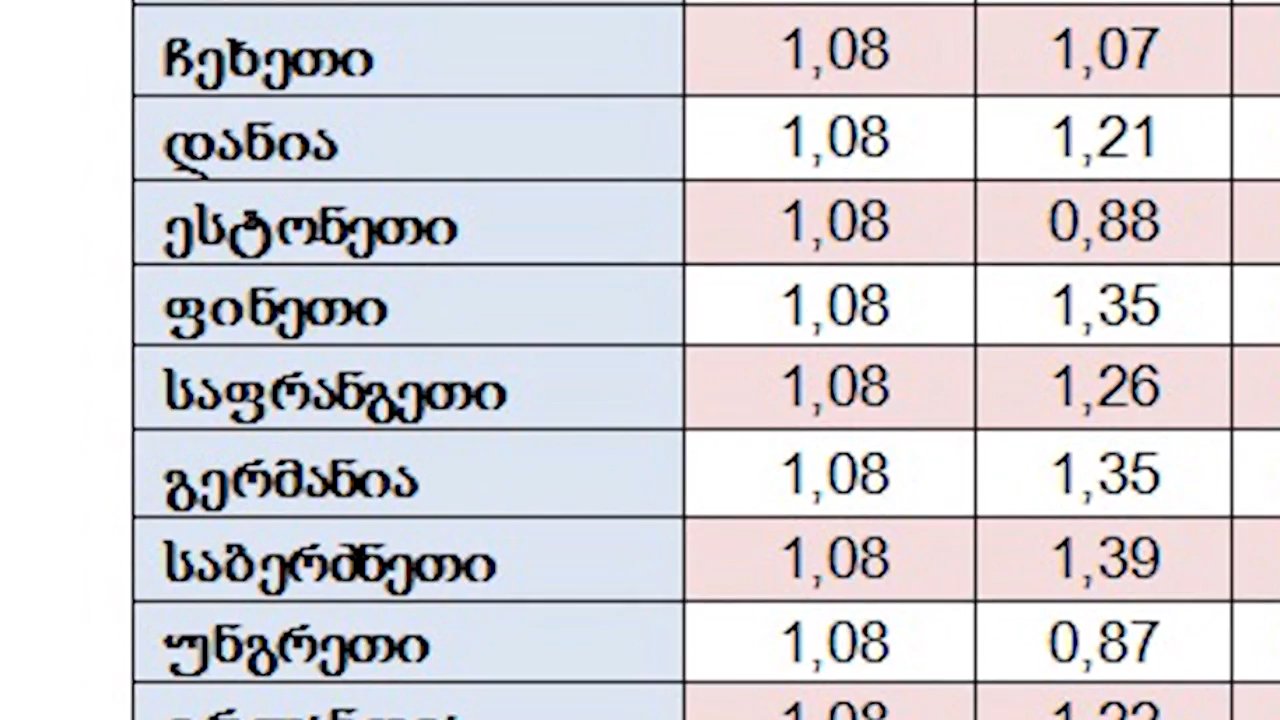 ჩეხეთი 1,08 1,07
დანია 1,08 1,21
ესტონეთი 1,08 0,88
ფინეთი 1,08 1,35
საფრანგეთი 1,08 1,26
გერმანია 1,08 1,35
საბერძნეთი 1,08 1,39
უნგრეთი 1,08 0,87